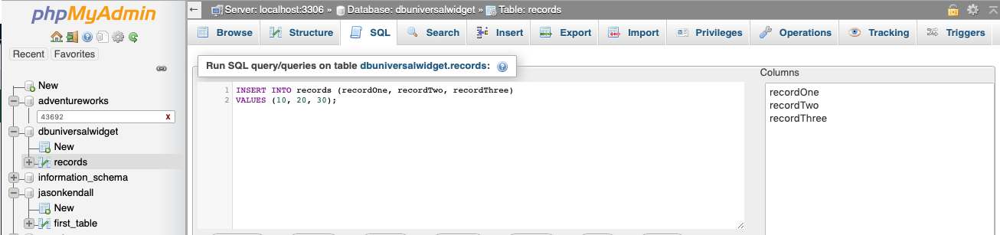 phpMyAdmin
Recent Favorites
New
adventureworks
43692 x
dbuniversalwidget
New
records
information_schema
jasonkendall
New
first_table
Server: localhost:3306 » Database: dbuniversalwidget » Table: records
Browse Structure SQL Search Insert Export Import Privileges Operations Tracking Triggers
Run SQL query/queries on table dbuniversalwidget.records:
1 INSERT INTO records (recordOne, recordTwo, recordThree)
2 VALUES (10, 20, 30);
Columns
recordOne
recordTwo
recordThree